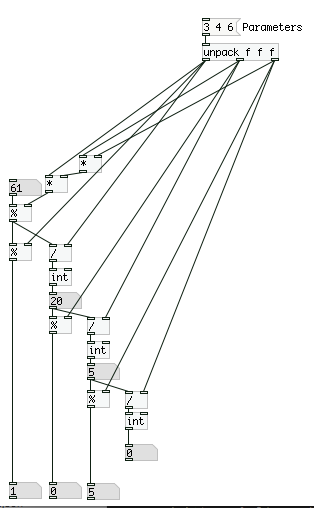 3 4 6 Parameters
unpack f f f
*
61 *
%
% /
int
20
% /
int
5
% /
int
0
1 0 5